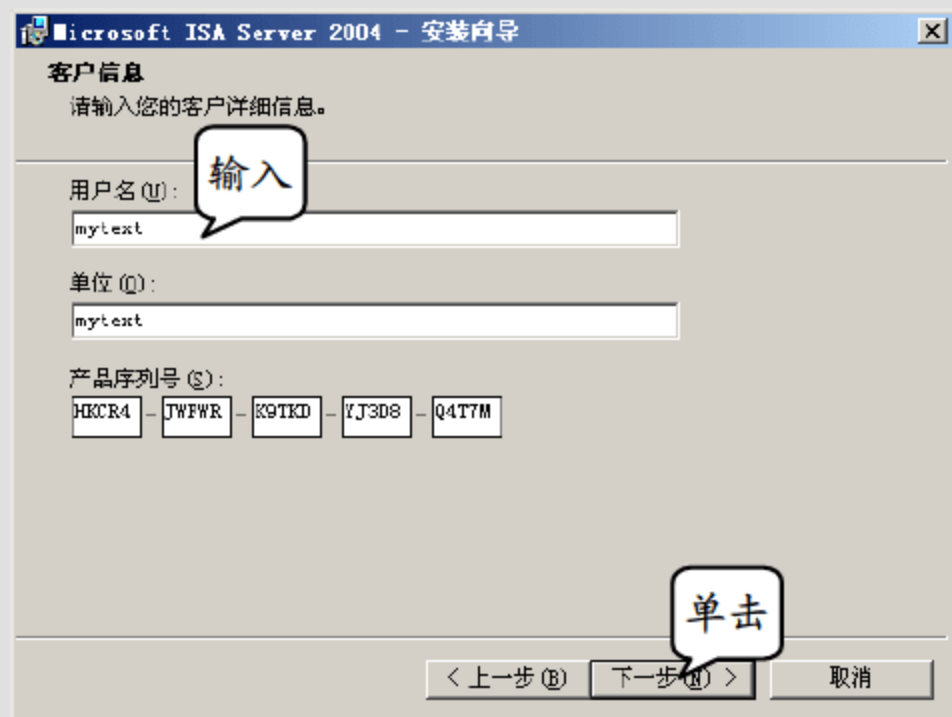 Microsoft ISA Server 2004 - 安装向导
客户信息
请输入您的客户详细信息。
输入
用户名(U):
mytext
单位(O):
mytext
产品序列号(S):
HKCR4 - JWFWR - K9TKD - YJ3D8 - Q4T7M
单击
< 上一步(B) 下一步(N) > 取消